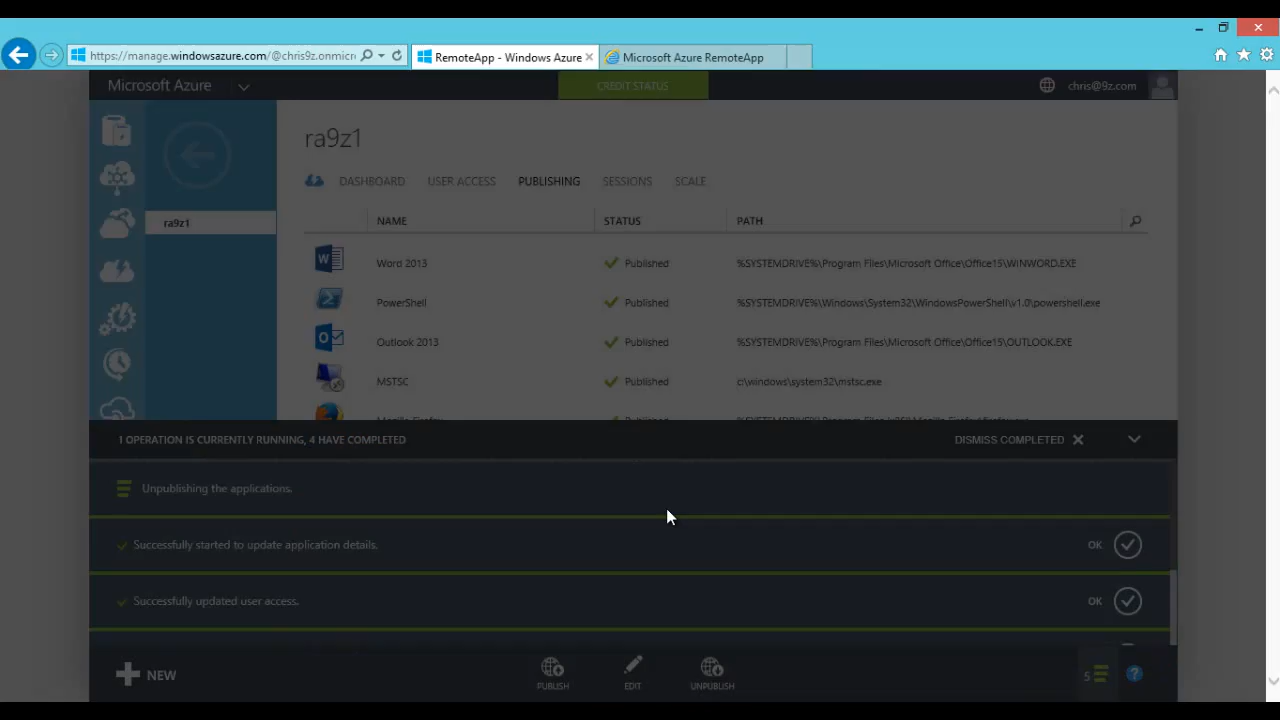 https://manage.windowsazure.com/@chris9z.onmicrc
RemoteApp - Windows Azure
Microsoft Azure RemoteApp
Microsoft Azure
CREDIT STATUS
chris@9z.com
ra9z1
ra9z1
DASHBOARD USER ACCESS PUBLISHING SESSIONS SCALE
NAME STATUS PATH
Word 2013 Published %SYSTEMDRIVE%\Program Files\Microsoft Office\Office15\WINWORD.EXE
PowerShell Published %SYSTEMDRIVE%\Windows\System32\WindowsPowerShell\v1.0\powershell.exe
Outlook 2013 Published %SYSTEMDRIVE%\Program Files\Microsoft Office\Office15\OUTLOOK.EXE
MSTSC Published c:\windows\system32\mstsc.exe
Mozilla Firefox Published
1 OPERATION IS CURRENTLY RUNNING, 4 HAVE COMPLETED DISMISS COMPLETED
Unpublishing the applications.
Successfully started to update application details. OK
Successfully updated user access. OK
NEW PUBLISH EDIT UNPUBLISH 5 ?